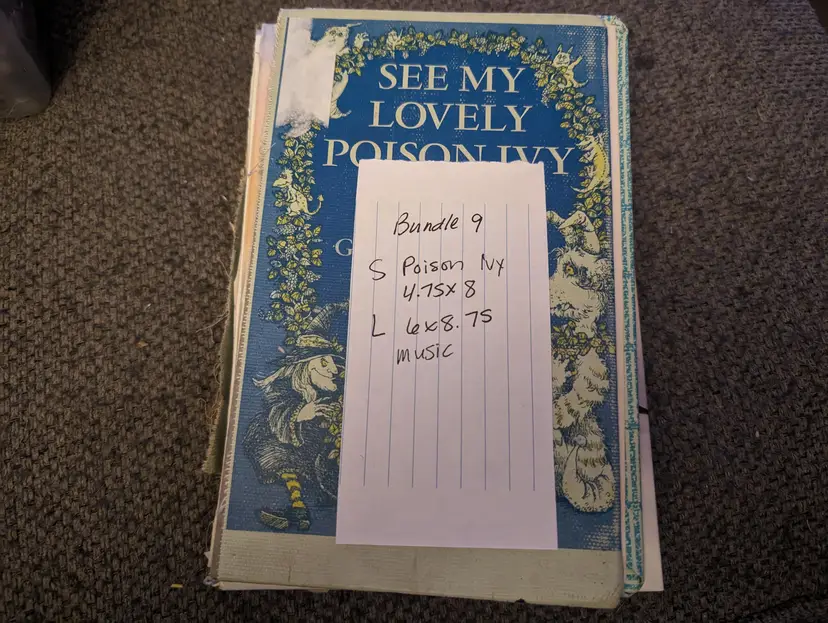 SEE MY
LOVELY
POISON IVY
G
Bundle 9
S Poison Ivy
4.75x8
L 6x8.75
music